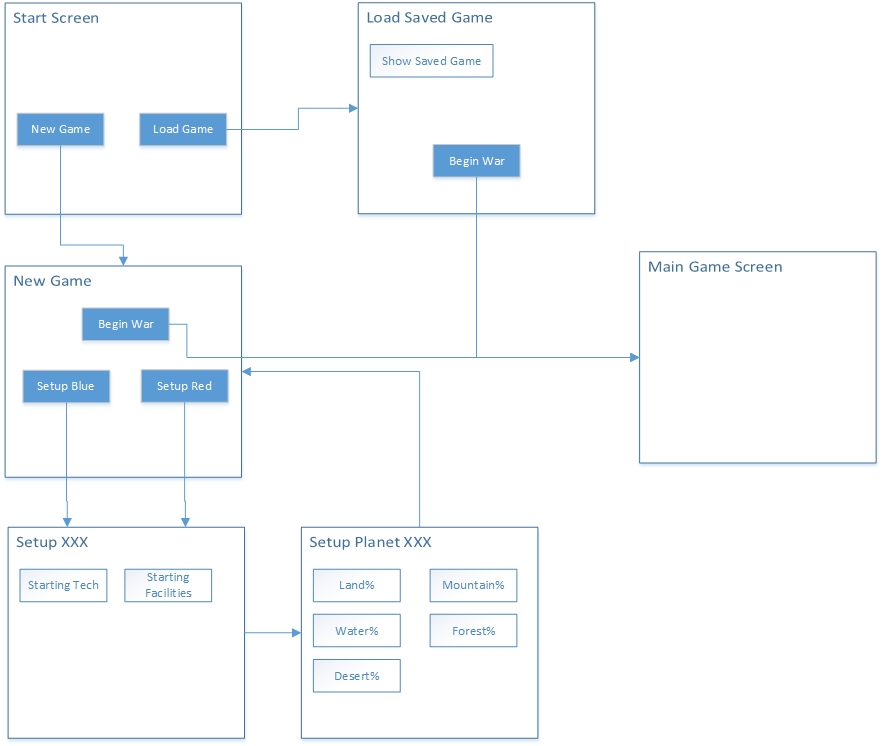 Start Screen
New Game
Load Game
Load Saved Game
Show Saved Game
Begin War
New Game
Begin War
Setup Blue
Setup Red
Main Game Screen
Setup XXX
Starting Tech
Starting
Facilities
Setup Planet XXX
Land%
Mountain%
Water%
Forest%
Desert%